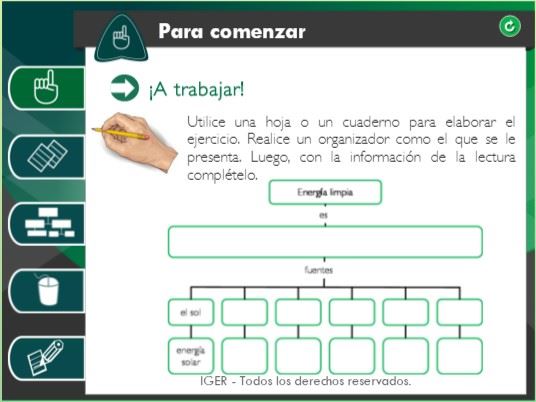 Para comenzar
¡A trabajar!
Utilice una hoja o un cuaderno para elaborar el
ejercicio. Realice un organizador como el que se le
presenta. Luego, con la información de la lectura
complételo.
Energía limpia
es
fuentes
el sol
energía
solar
IGER - Todos los derechos reservados.